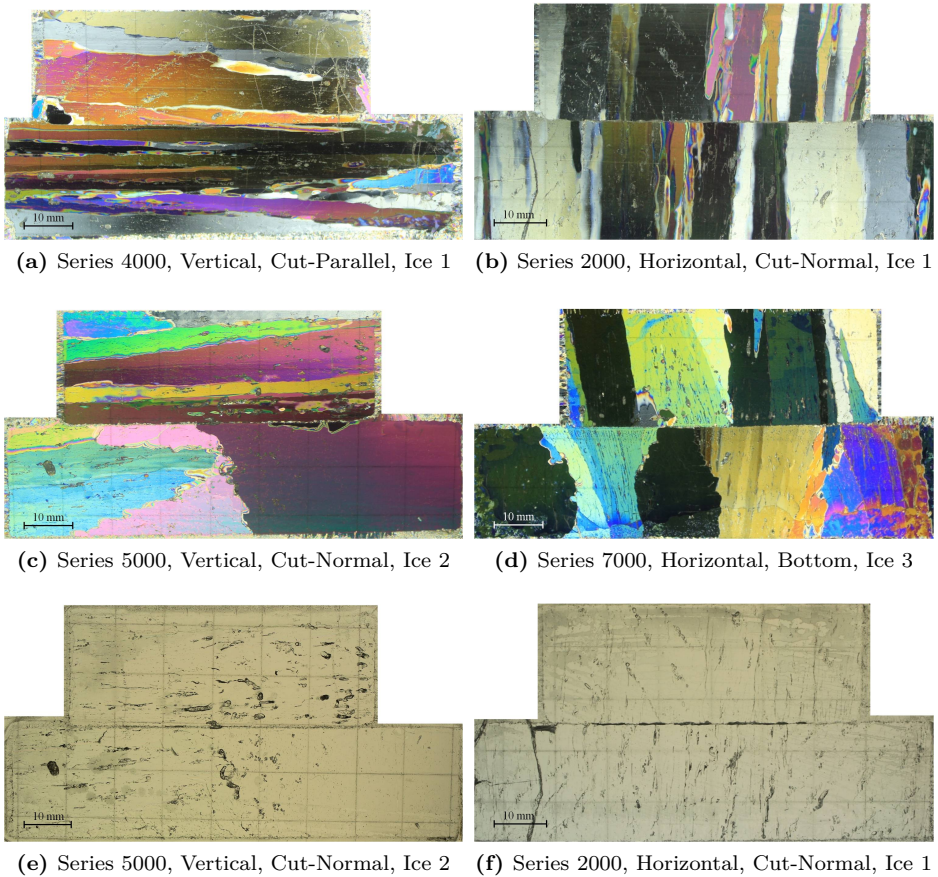 10 mm
10 mm
(a) Series 4000, Vertical, Cut-Parallel, Ice 1
(b) Series 2000, Horizontal, Cut-Normal, Ice 1
10 mm
10 mm
(c) Series 5000, Vertical, Cut-Normal, Ice 2
(d) Series 7000, Horizontal, Bottom, Ice 3
10 mm
10 mm
(e) Series 5000, Vertical, Cut-Normal, Ice 2
(f) Series 2000, Horizontal, Cut-Normal, Ice 1